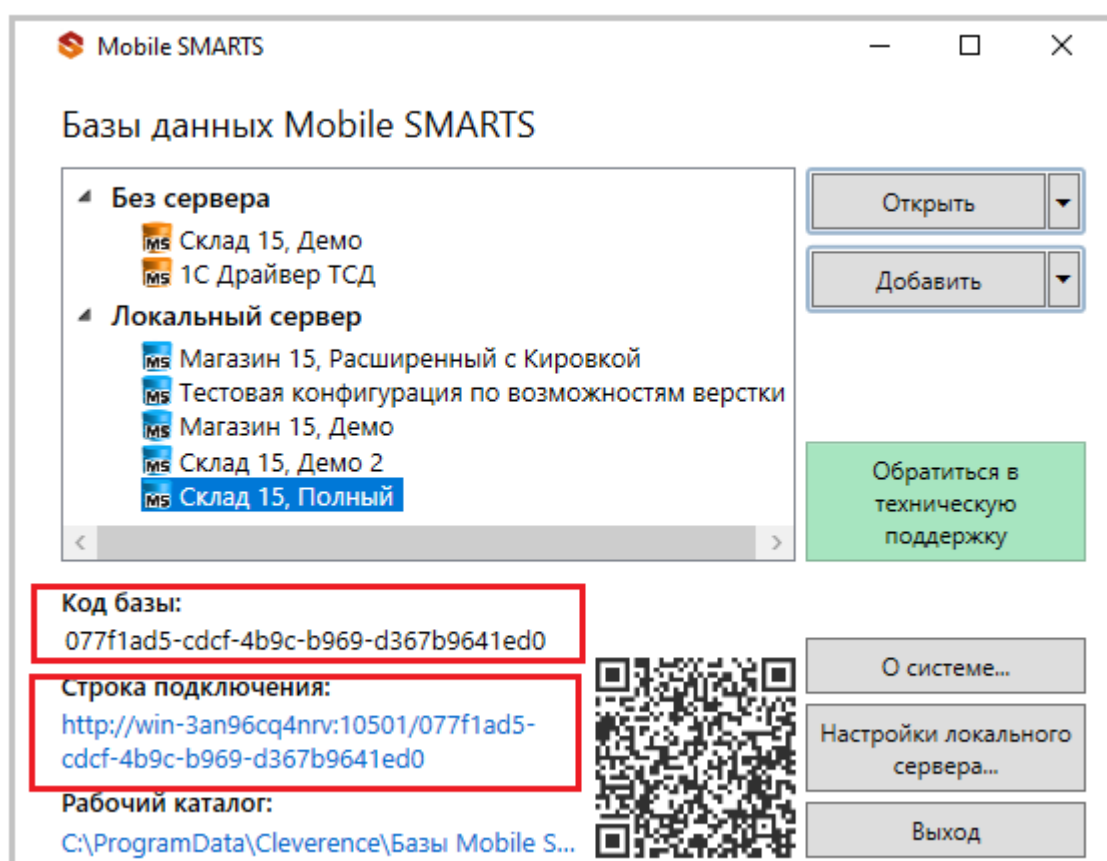 Mobile SMARTS
Базы данных Mobile SMARTS
Без сервера
Склад 15, Демо
1С Драйвер ТСД
Локальный сервер
Магазин 15, Расширенный с Кировкой
Тестовая конфигурация по возможностям верстки
Магазин 15, Демо
Склад 15, Демо 2
Склад 15, Полный
Открыть
Добавить
Обратиться в
техническую
поддержку
Код базы:
077f1ad5-cdcf-4b9c-b969-d367b9641ed0
Строка подключения:
http://win-3an96cq4nrv:10501/077f1ad5-
cdcf-4b9c-b969-d367b9641ed0
Рабочий каталог:
C:\ProgramData\Cleverence\Базы Mobile S...
О системе...
Настройки локального
сервера...
Выход